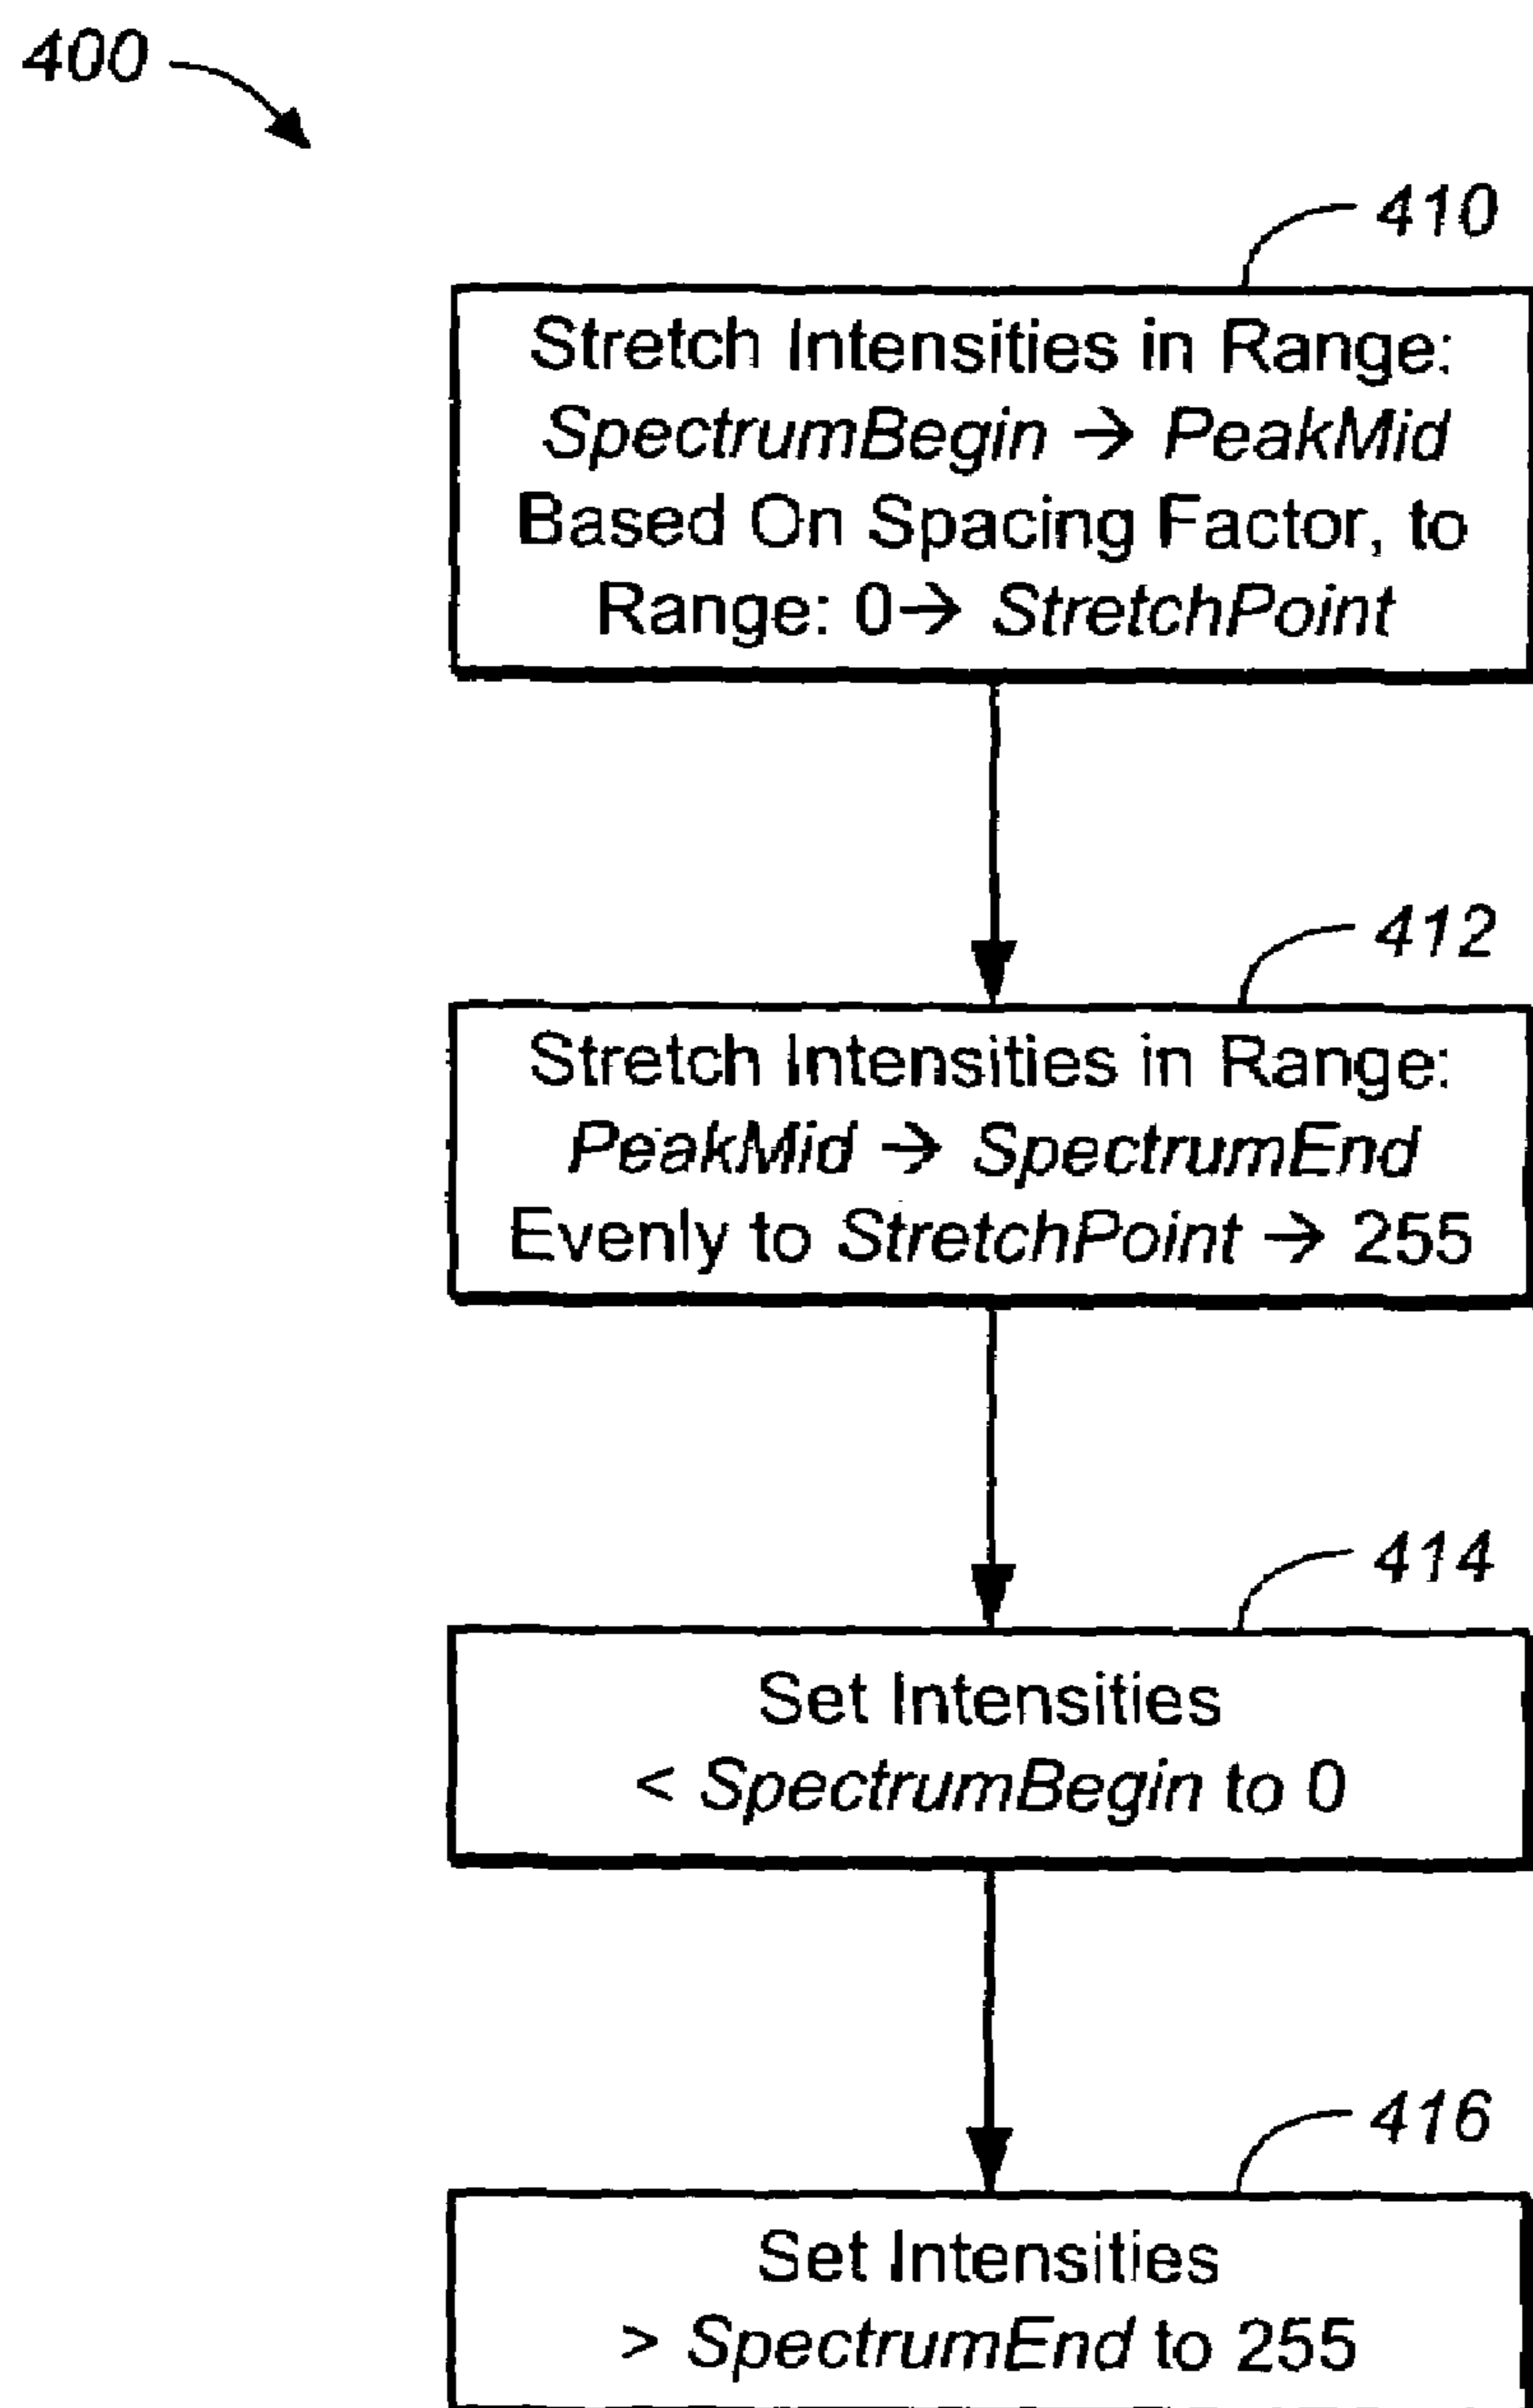 400
410
Stretch Intensities in Range:
SpectrumBegin → PeakMid
Based On Spacing Factor, to
Range: 0→ StretchPoint
412
Stretch Intensities in Range:
PeakMid → SpectrumEnd
Evenly to StretchPoint → 255
414
Set Intensities
< SpectrumBegin to 0
416
Set Intensities
> SpectrumEnd to 255